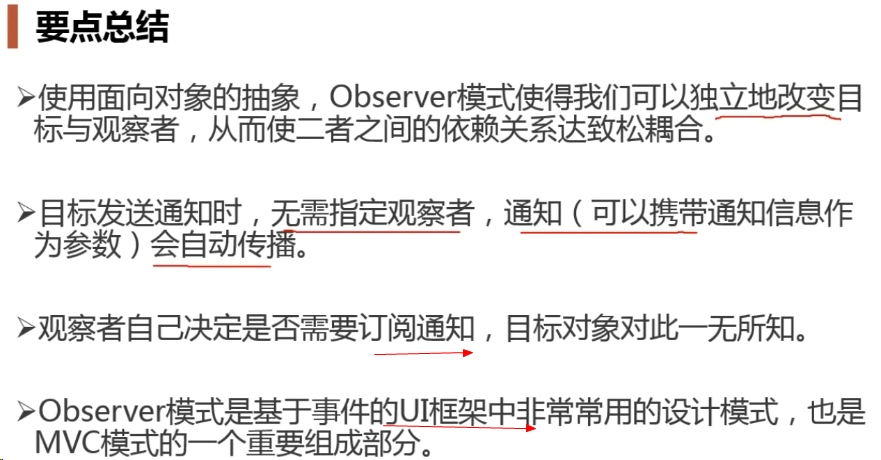 要点总结
➢使用面向对象的抽象，Observer模式使得我们可以独立地改变目
标与观察者，从而使二者之间的依赖关系达致松耦合。
➢目标发送通知时，无需指定观察者，通知（可以携带通知信息作
为参数）会自动传播。
➢观察者自己决定是否需要订阅通知，目标对象对此一无所知。
➢Observer模式是基于事件的UI框架中非常常用的设计模式，也是
MVC模式的一个重要组成部分。